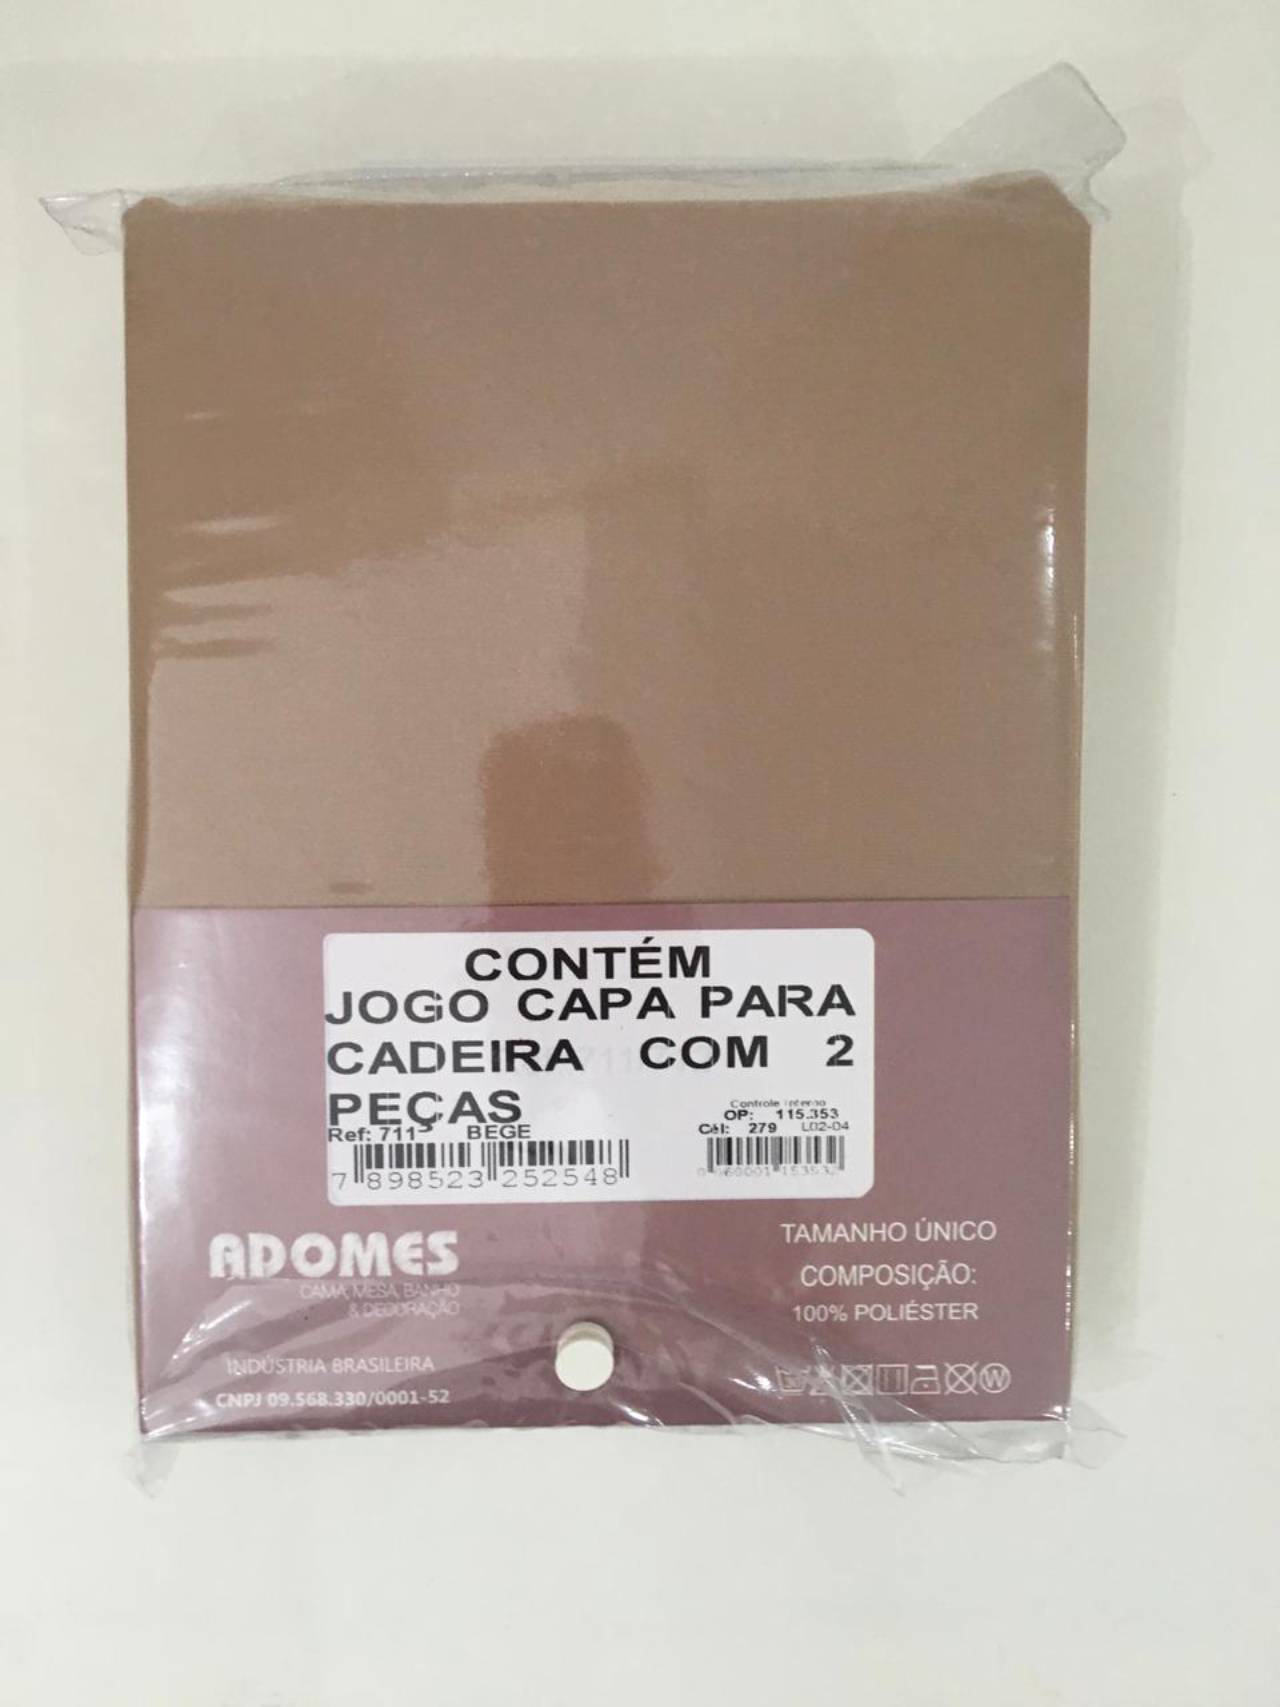 CONTÉM
JOGO CAPA PARA
CADEIRA COM 2
PEÇAS
Ref: 711 BEGE
7 898523 252548
Controle Interno
OP: 115.353
Cél: 279 L02-04
ADOMES
CAMA, MESA, BANHO
& DECORAÇÃO
INDÚSTRIA BRASILEIRA
CNPJ 09.568.330/0001-52
TAMANHO ÚNICO
COMPOSIÇÃO:
100% POLIÉSTER